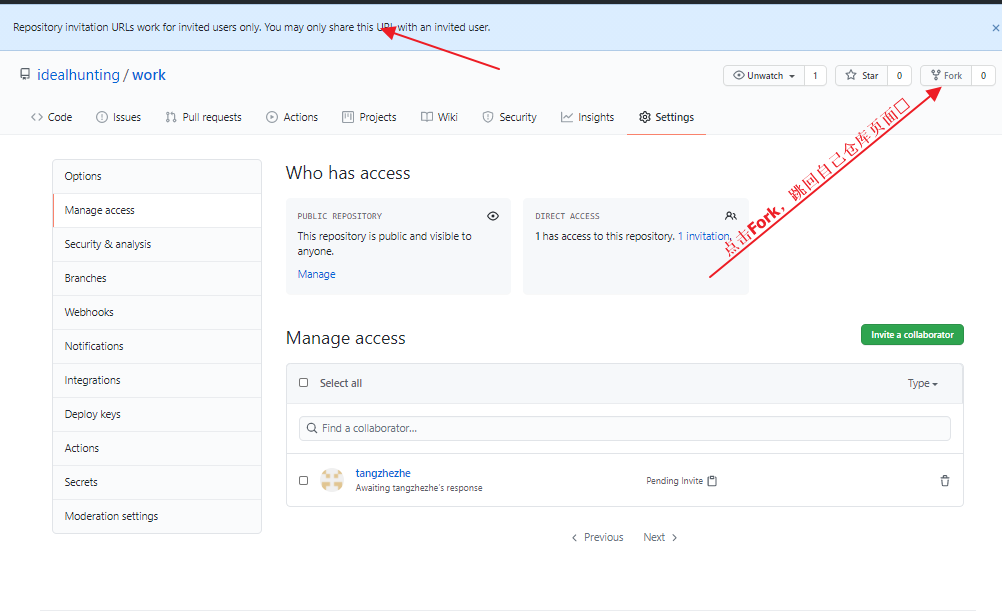 Repository invitation URLs work for invited users only. You may only share this URL with an invited user.
idealhunting / work
Unwatch 1 Star 0 Fork 0
Code Issues Pull requests Actions Projects Wiki Security Insights Settings
点击Fork，跳回自己仓库页面
Options
Manage access
Security & analysis
Branches
Webhooks
Notifications
Integrations
Deploy keys
Actions
Secrets
Moderation settings
Who has access
PUBLIC REPOSITORY
This repository is public and visible to
anyone.
Manage
DIRECT ACCESS
1 has access to this repository. 1 invitation.
Manage access
Invite a collaborator
Select all
Type
Find a collaborator...
tangzhezhe
Awaiting tangzhezhe's response
Pending Invite
Previous Next